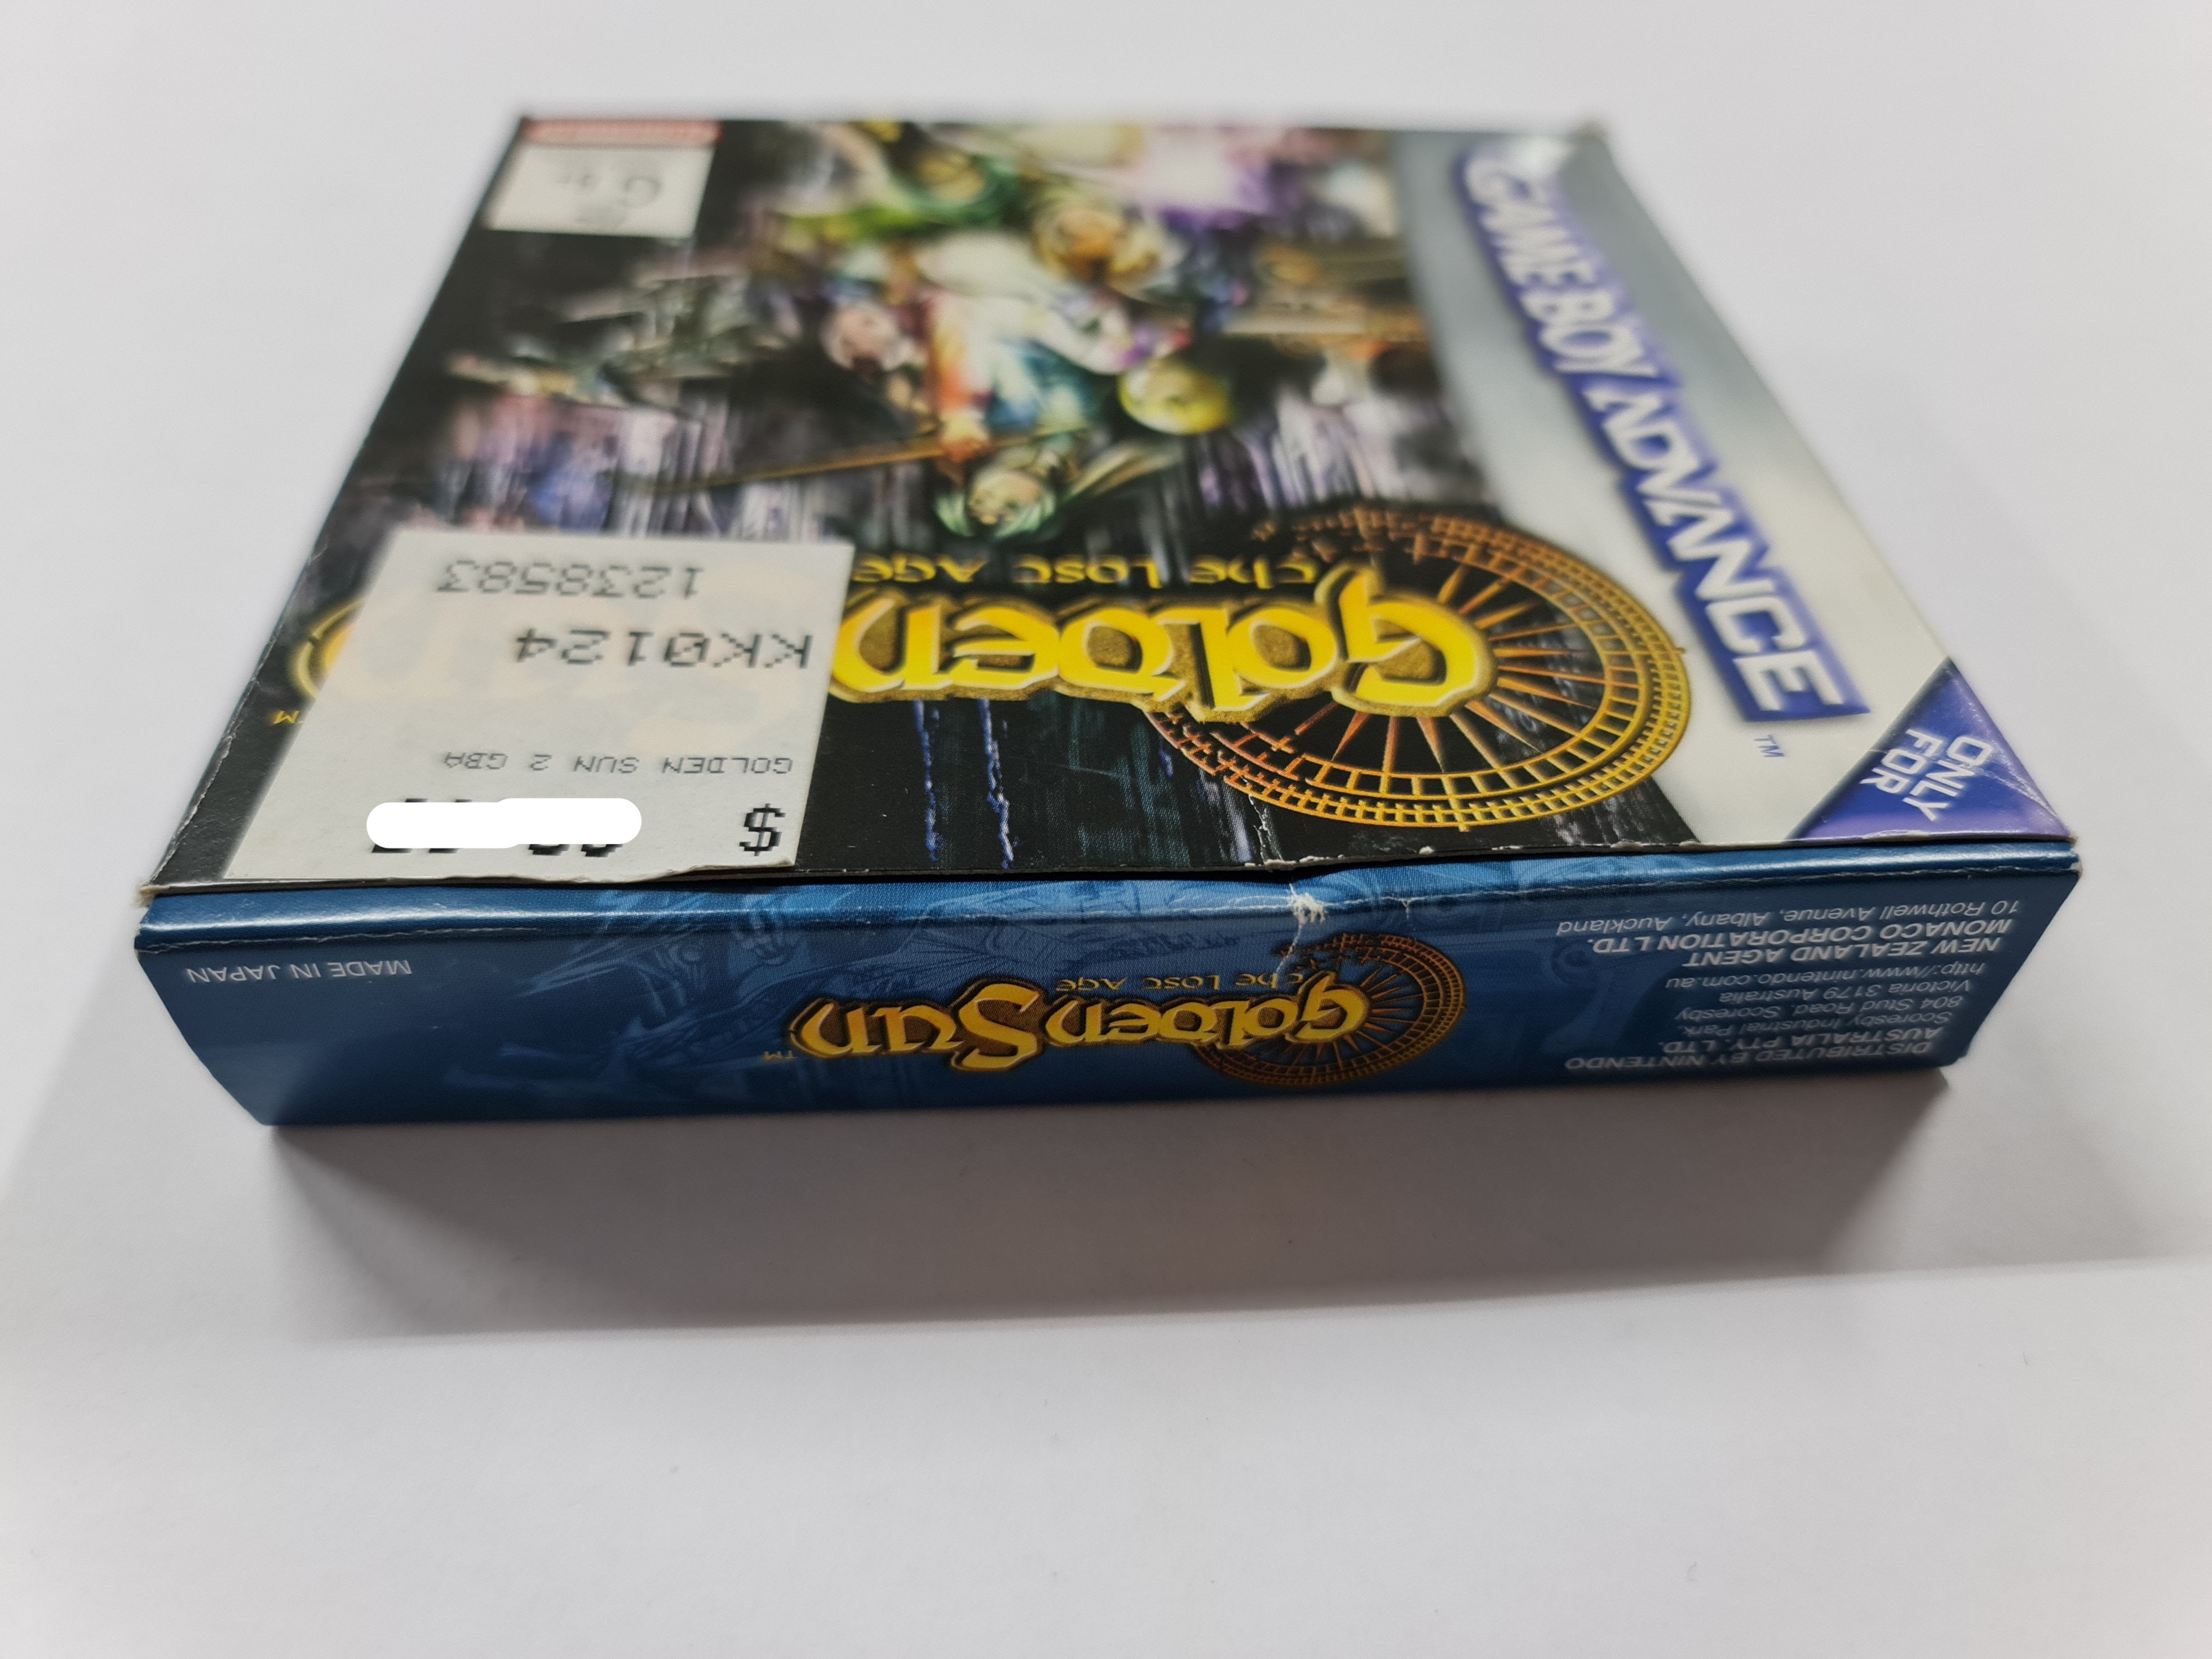 GAME BOY ADVANCE
TM
ONLY
FOR
Golden
The Lost Age
TM
$
GOLDEN SUN 2 GBA
KK0124
1238583
G 8+
DISTRIBUTED BY NINTENDO
AUSTRALIA PTY. LTD.
Scoresby Industrial Park,
804 Stud Road, Scoresby
Victoria 3179 Australia
http://www.nintendo.com.au
NEW ZEALAND AGENT
MONACO CORPORATION LTD.
10 Rothwell Avenue, Albany, Auckland
Golden Sun
TM
The Lost Age
MADE IN JAPAN